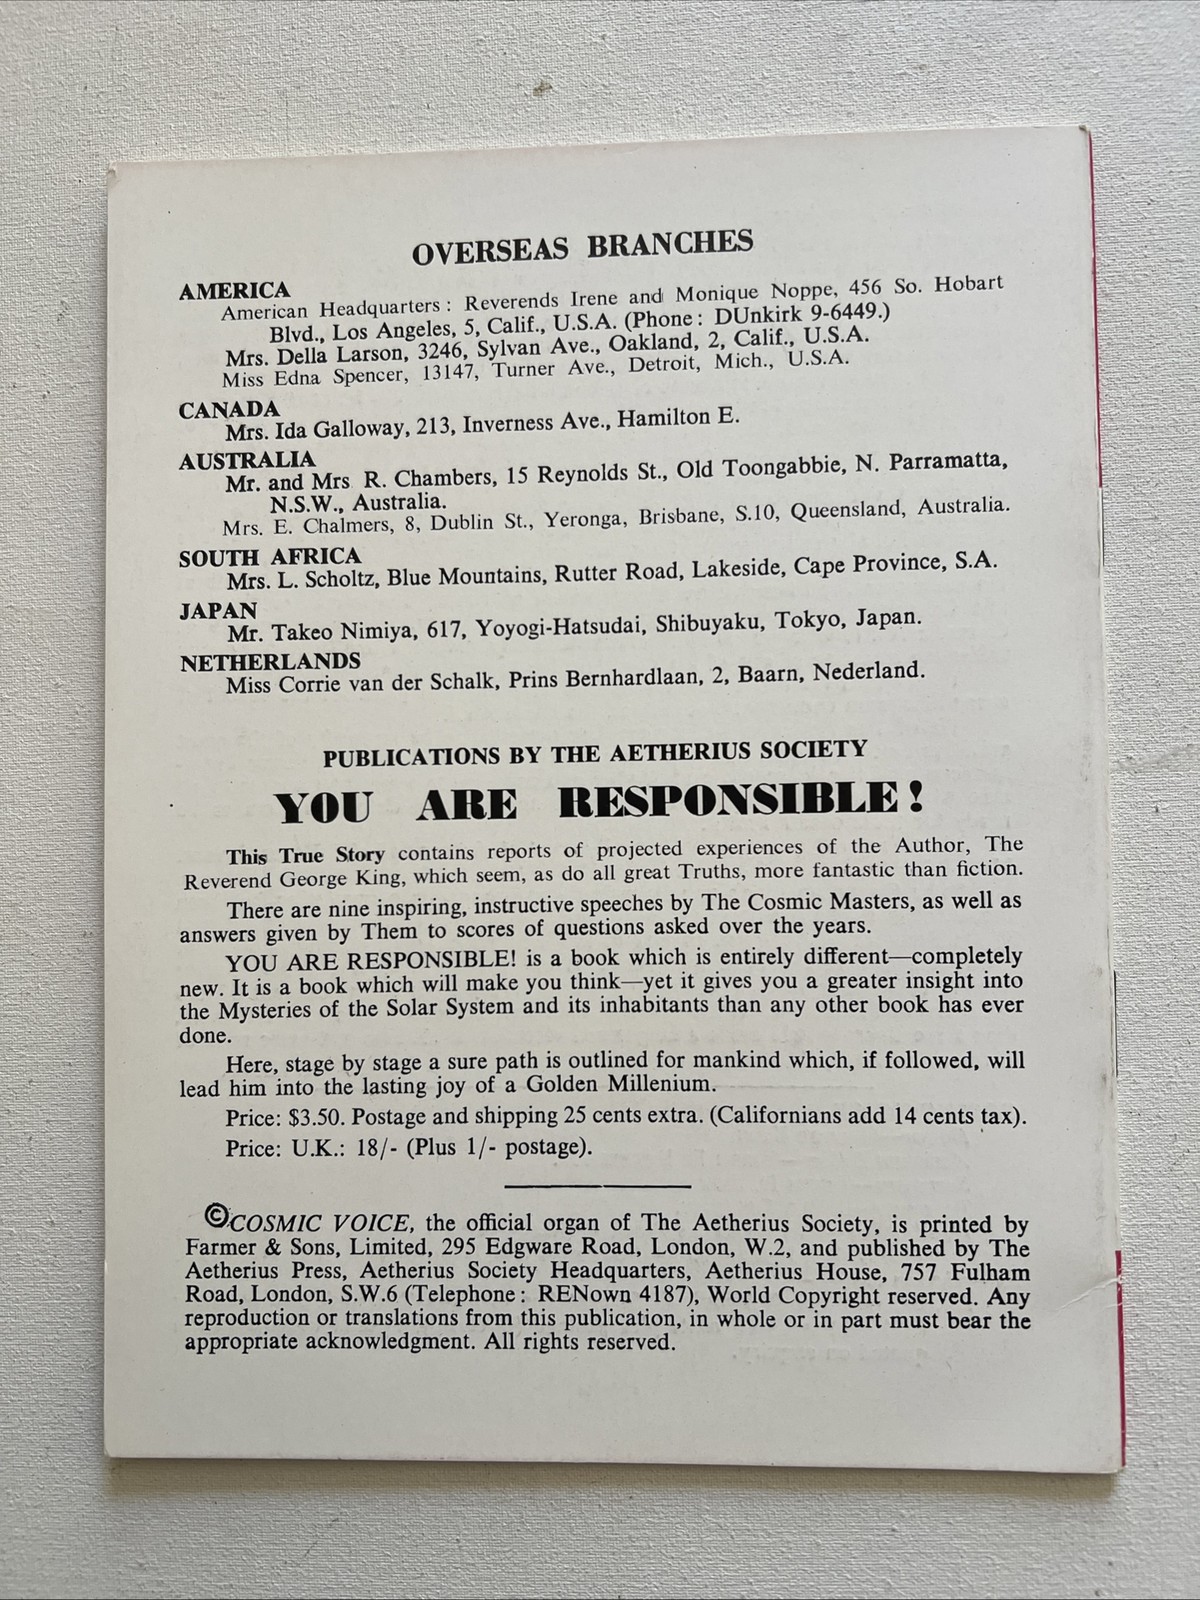 OVERSEAS BRANCHES
AMERICA
American Headquarters: Reverends Irene and Monique Noppe, 456 So. Hobart
Blvd., Los Angeles, 5, Calif., U.S.A. (Phone: DUnkirk 9-6449.)
Mrs. Della Larson, 3246, Sylvan Ave., Oakland, 2, Calif., U.S.A.
Miss Edna Spencer, 13147, Turner Ave., Detroit, Mich., U.S.A.
CANADA
Mrs. Ida Galloway, 213, Inverness Ave., Hamilton E.
AUSTRALIA
Mr. and Mrs R. Chambers, 15 Reynolds St., Old Toongabbie, N. Parramatta,
N.S.W., Australia.
Mrs. E. Chalmers, 8, Dublin St., Yeronga, Brisbane, S.10, Queensland, Australia.
SOUTH AFRICA
Mrs. L. Scholtz, Blue Mountains, Rutter Road, Lakeside, Cape Province, S.A.
JAPAN
Mr. Takeo Nimiya, 617, Yoyogi-Hatsudai, Shibuyaku, Tokyo, Japan.
NETHERLANDS
Miss Corrie van der Schalk, Prins Bernhardlaan, 2, Baarn, Nederland.
PUBLICATIONS BY THE AETHERIUS SOCIETY
YOU ARE RESPONSIBLE!
This True Story contains reports of projected experiences of the Author, The
Reverend George King, which seem, as do all great Truths, more fantastic than fiction.
There are nine inspiring, instructive speeches by The Cosmic Masters, as well as
answers given by Them to scores of questions asked over the years.
YOU ARE RESPONSIBLE! is a book which is entirely different—completely
new. It is a book which will make you think—yet it gives you a greater insight into
the Mysteries of the Solar System and its inhabitants than any other book has ever
done.
Here, stage by stage a sure path is outlined for mankind which, if followed, will
lead him into the lasting joy of a Golden Millenium.
Price: $3.50. Postage and shipping 25 cents extra. (Californians add 14 cents tax).
Price: U.K.: 18/- (Plus 1/- postage).
©COSMIC VOICE, the official organ of The Aetherius Society, is printed by
Farmer & Sons, Limited, 295 Edgware Road, London, W.2, and published by The
Aetherius Press, Aetherius Society Headquarters, Aetherius House, 757 Fulham
Road, London, S.W.6 (Telephone: RENown 4187), World Copyright reserved. Any
reproduction or translations from this publication, in whole or in part must bear the
appropriate acknowledgment. All rights reserved.